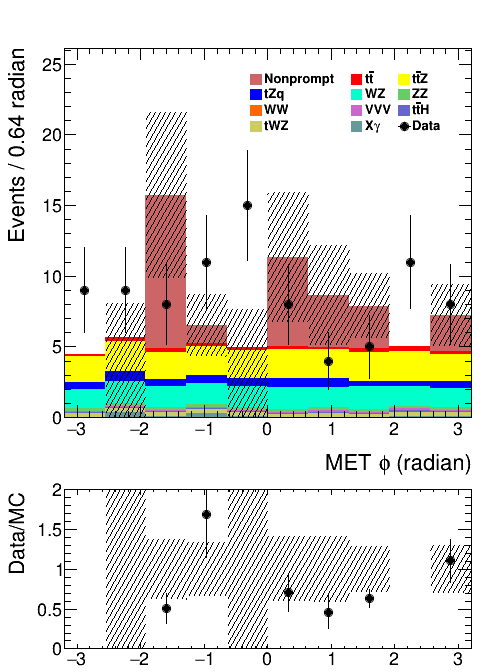 Events / 0.64 radian
25
20
15
10
5
0
Nonprompt tt̄ tt̄Z
tZq WZ ZZ
WW VVV tt̄H
tWZ Xγ Data
−3 −2 −1 0 1 2 3
MET ϕ (radian)
Data/MC
2
1.5
1
0.5
0
−3 −2 −1 0 1 2 3